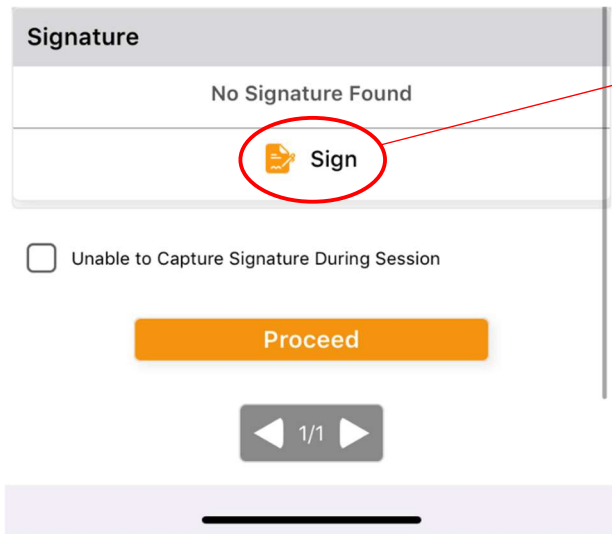 Signature
No Signature Found
Sign
Unable to Capture Signature During Session
Proceed
1/1